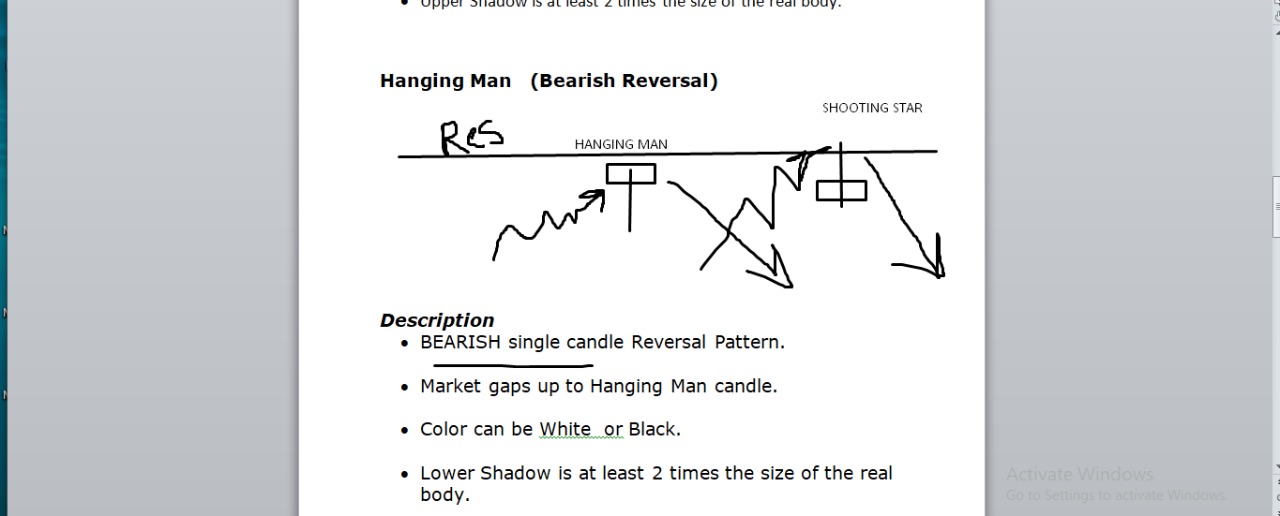 Upper Shadow is at least 2 times the size of the real body.
Hanging Man (Bearish Reversal)
SHOOTING STAR
Res
HANGING MAN
Description
BEARISH single candle Reversal Pattern.
Market gaps up to Hanging Man candle.
Color can be White or Black.
Lower Shadow is at least 2 times the size of the real
body.
Activate Windows
Go to Settings to activate Windows.